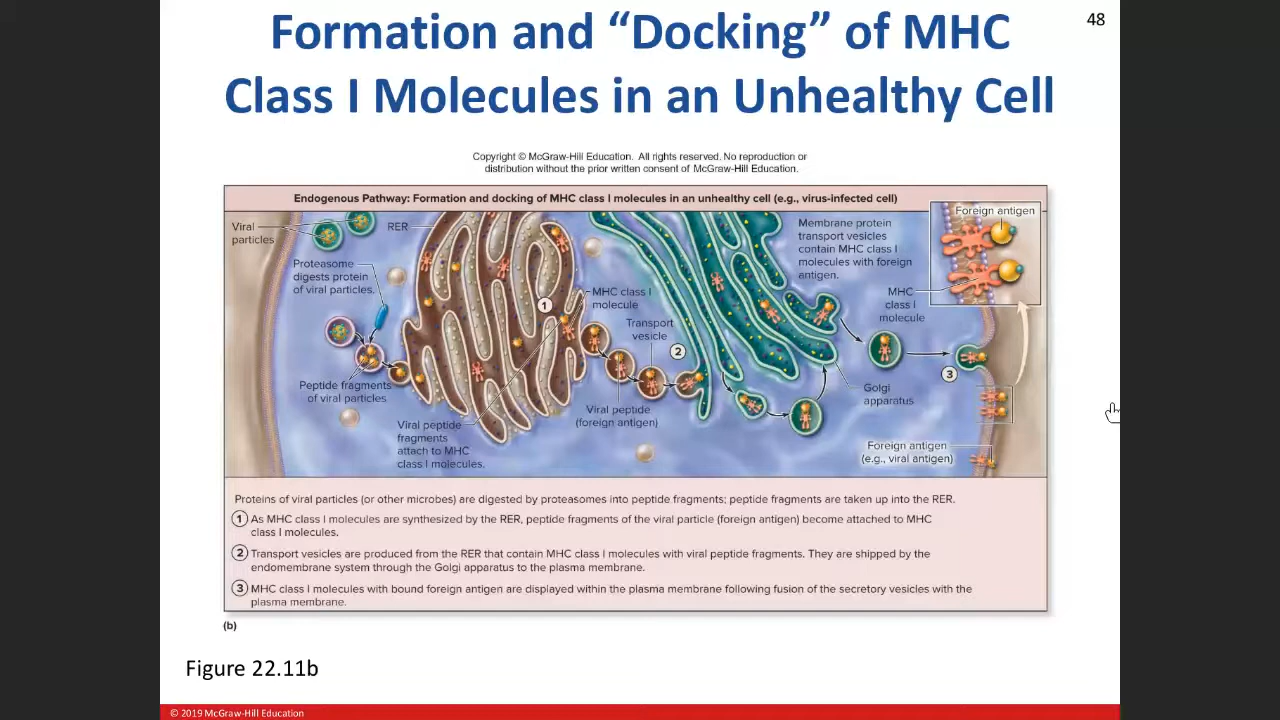 Formation and “Docking” of MHC
Class I Molecules in an Unhealthy Cell
48
Copyright © McGraw-Hill Education. All rights reserved. No reproduction or
distribution without the prior written consent of McGraw-Hill Education.
Endogenous Pathway: Formation and docking of MHC class I molecules in an unhealthy cell (e.g., virus-infected cell)
Viral
particles
RER
Proteasome
digests protein
of viral particles.
Peptide fragments
of viral particles
1
MHC class I
molecule
Transport
vesicle
2
Viral peptide
fragments
attach to MHC
class I molecules.
Viral peptide
(foreign antigen)
Membrane protein
transport vesicles
contain MHC class I
molecules with foreign
antigen.
Golgi
apparatus
Foreign antigen
MHC
class I
molecule
3
Foreign antigen
(e.g., viral antigen)
Proteins of viral particles (or other microbes) are digested by proteasomes into peptide fragments; peptide fragments are taken up into the RER.
1 As MHC class I molecules are synthesized by the RER, peptide fragments of the viral particle (foreign antigen) become attached to MHC
class I molecules.
2 Transport vesicles are produced from the RER that contain MHC class I molecules with viral peptide fragments. They are shipped by the
endomembrane system through the Golgi apparatus to the plasma membrane.
3 MHC class I molecules with bound foreign antigen are displayed within the plasma membrane following fusion of the secretory vesicles with the
plasma membrane.
(b)
Figure 22.11b
© 2019 McGraw-Hill Education